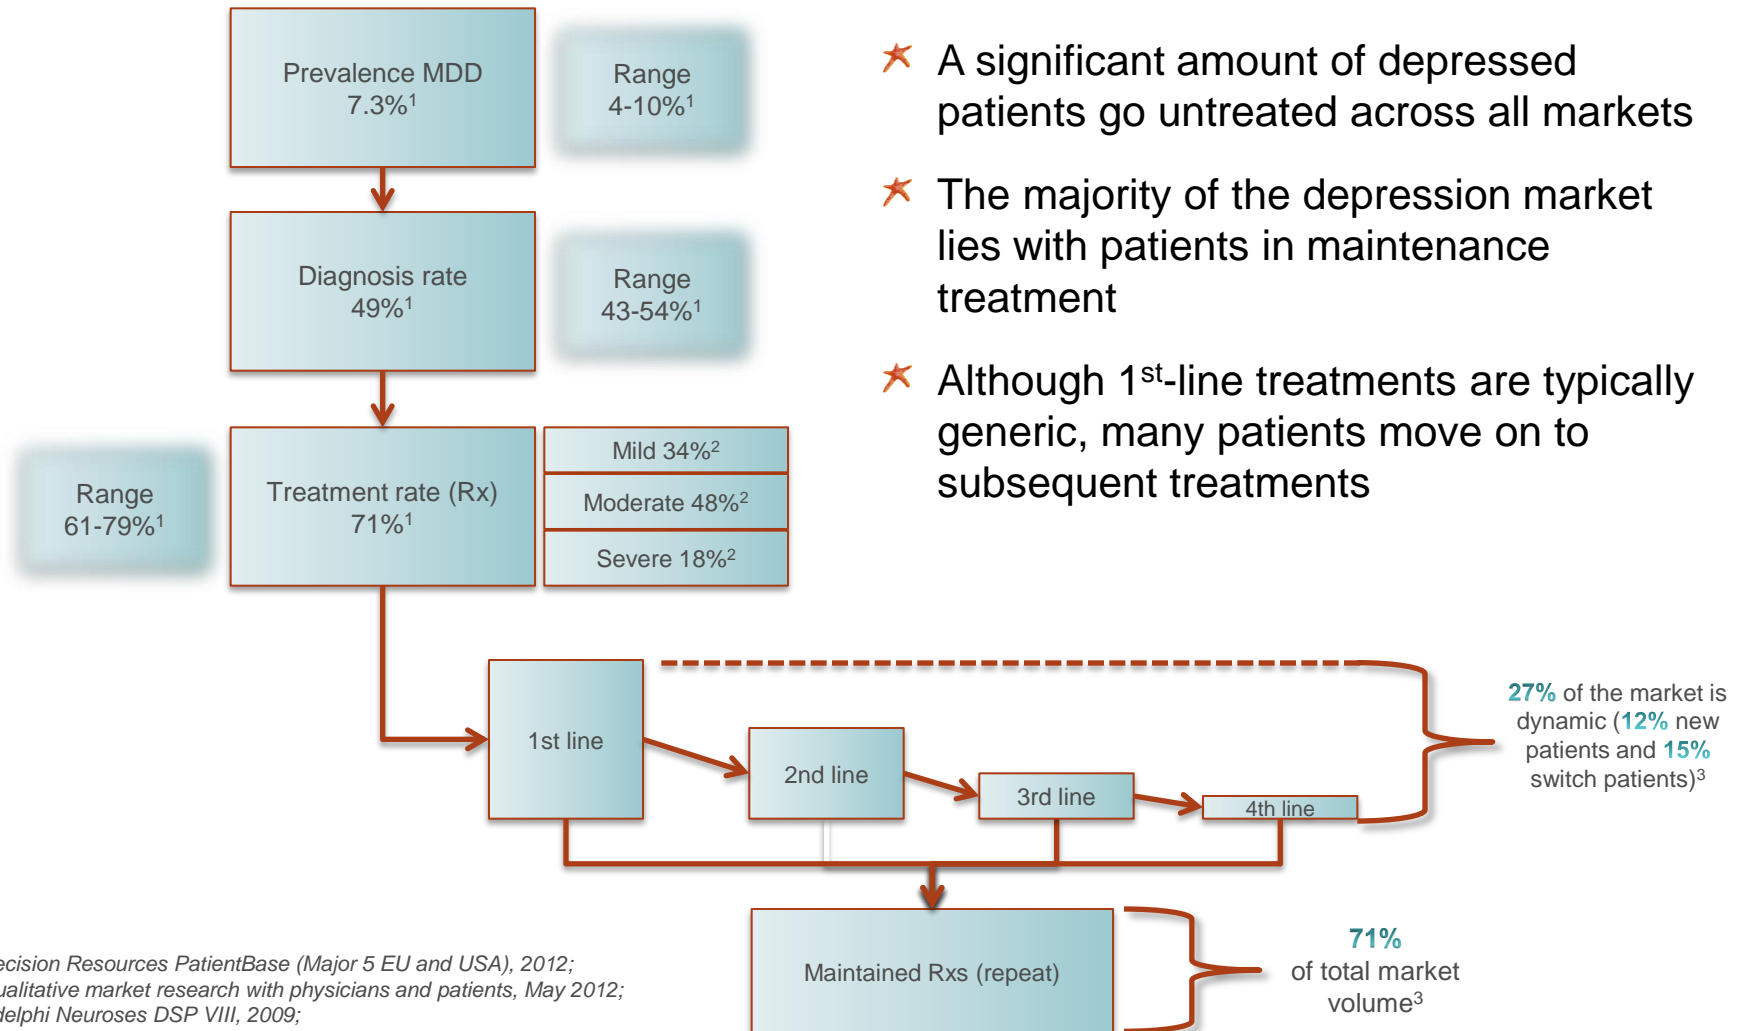 Prevalence MDD
7.3%¹
Range
4-10%¹
Diagnosis rate
49%¹
Range
43-54%¹
Range
61-79%¹
Treatment rate (Rx)
71%¹
Mild 34%²
Moderate 48%²
Severe 18%²
A significant amount of depressed
patients go untreated across all markets
The majority of the depression market
lies with patients in maintenance
treatment
Although 1st-line treatments are typically
generic, many patients move on to
subsequent treatments
1st line
2nd line
3rd line
4th line
27% of the market is
dynamic (12% new
patients and 15%
switch patients)³
Maintained Rxs (repeat)
71%
of total market
volume³
Resources PatientBase (Major 5 EU and USA), 2012;
market research with physicians and patients, May 2012;
Neuroses DSP VIII, 2009;